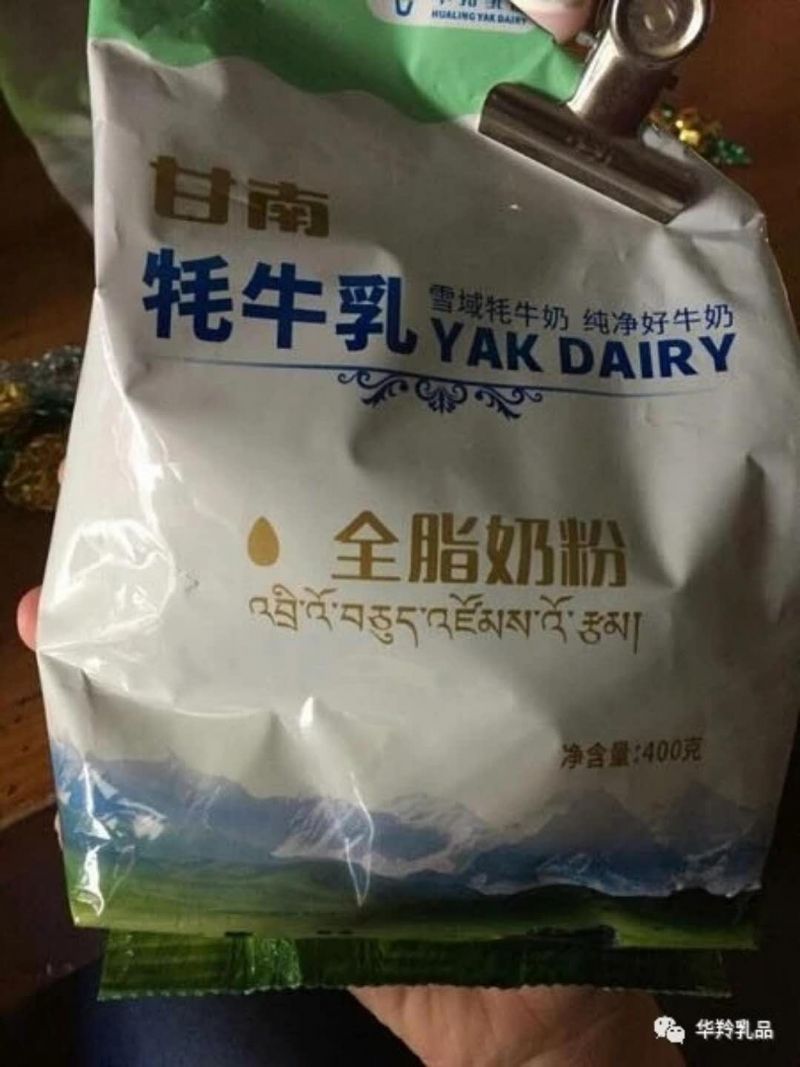 HUALING YAK DAIRY
甘南
牦牛乳
雪域牦牛奶 纯净好牛奶
YAK DAIRY
全脂奶粉
འབྲི་འོ་བཅུད་འཛོམས་འོ་རྩམ།
净含量:400克
华羚乳品